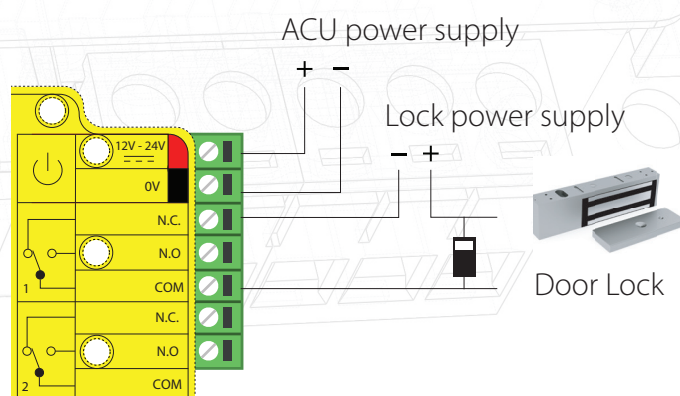 ACU power supply
+ −
Lock power supply
− +
12V - 24V
0V
N.C.
N.O
COM
1
N.C.
N.O
COM
2
Door Lock